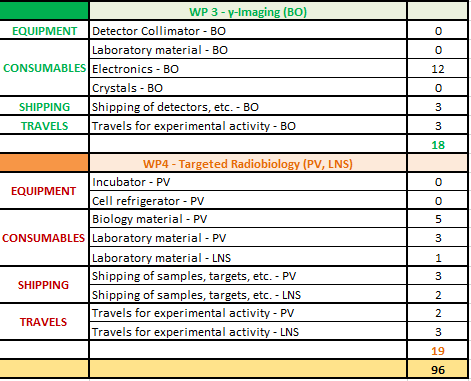 WP 3 - γ-Imaging (BO)
EQUIPMENT Detector Collimator - BO 0
CONSUMABLES Laboratory material - BO 0
Electronics - BO 12
Crystals - BO 0
SHIPPING Shipping of detectors, etc. - BO 3
TRAVELS Travels for experimental activity - BO 3
18
WP4 - Targeted Radiobiology (PV, LNS)
EQUIPMENT Incubator - PV 0
Cell refrigerator - PV 0
CONSUMABLES Biology material - PV 5
Laboratory material - PV 3
Laboratory material - LNS 1
SHIPPING Shipping of samples, targets, etc. - PV 3
Shipping of samples, targets, etc. - LNS 2
TRAVELS Travels for experimental activity - PV 2
Travels for experimental activity - LNS 3
19
96